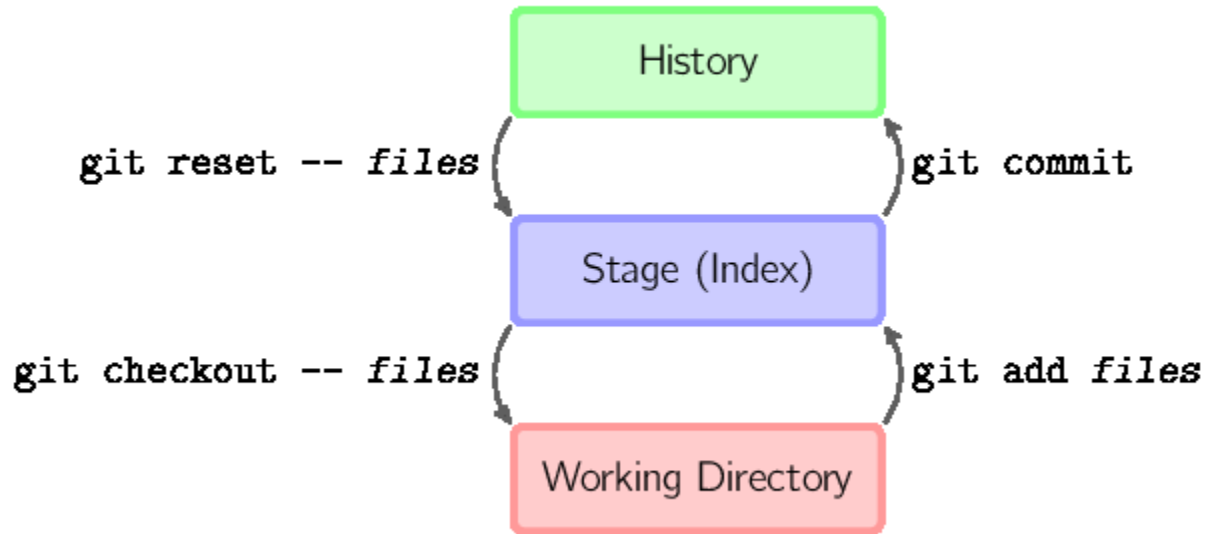 History
git reset -- files
git commit
Stage (Index)
git checkout -- files
git add files
Working Directory